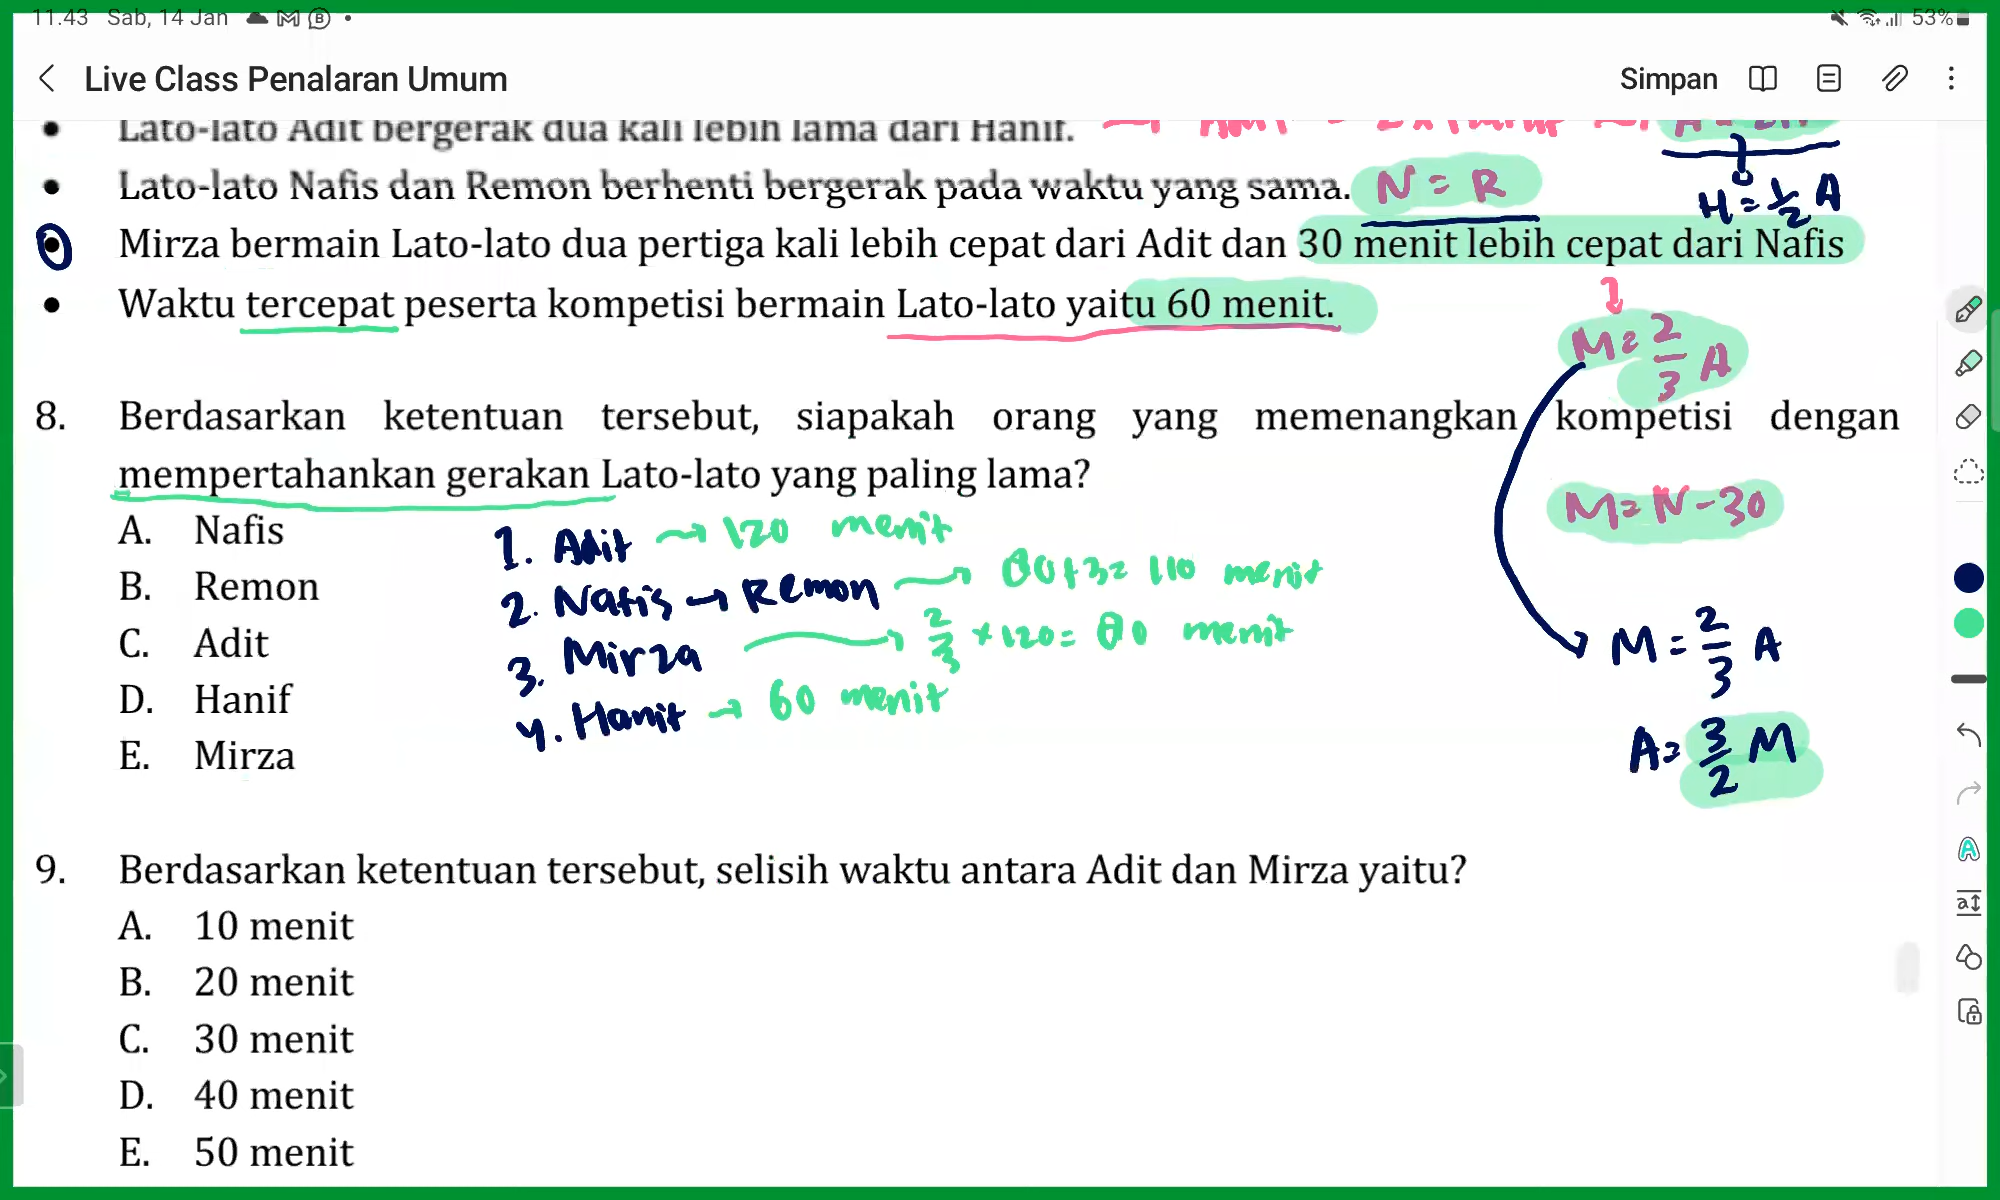 11.43 Sab, 14 Jan
53%
Live Class Penalaran Umum
Simpan
Lato-lato Adit bergerak dua kali lebih lama dari Hanif.
Lato-lato Nafis dan Remon berhenti bergerak pada waktu yang sama. N = R
H = 1/2 A
Mirza bermain Lato-lato dua pertiga kali lebih cepat dari Adit dan 30 menit lebih cepat dari Nafis
Waktu tercepat peserta kompetisi bermain Lato-lato yaitu 60 menit.
M = 2/3 A
8. Berdasarkan ketentuan tersebut, siapakah orang yang memenangkan kompetisi dengan
mempertahankan gerakan Lato-lato yang paling lama?
M = N - 30
A. Nafis
B. Remon
C. Adit
D. Hanif
E. Mirza
1. Adit → 120 menit
2. Nafis → Remon → 110 menit
3. Mirza → 2/3 × 120 = 80 menit
4. Hanif → 60 menit
M = 2/3 A
A = 3/2 M
9. Berdasarkan ketentuan tersebut, selisih waktu antara Adit dan Mirza yaitu?
A. 10 menit
B. 20 menit
C. 30 menit
D. 40 menit
E. 50 menit